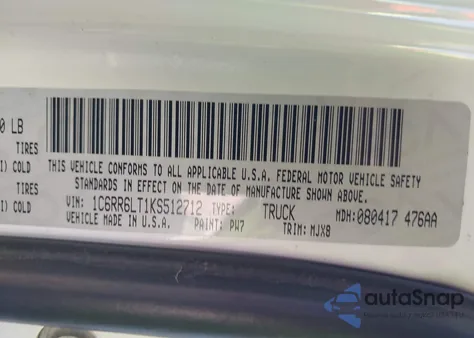 0 LB
TIRES
I) COLD
TIRES
I) COLD
THIS VEHICLE CONFORMS TO ALL APPLICABLE U.S.A. FEDERAL MOTOR VEHICLE SAFETY
STANDARDS IN EFFECT ON THE DATE OF MANUFACTURE SHOWN ABOVE.
VIN: 1C6RR6LT1KS512712 TYPE: TRUCK MDH: 080417 476AA
VEHICLE MADE IN U.S.A. PAINT: PW7 TRIM: MJX8
autoSnap